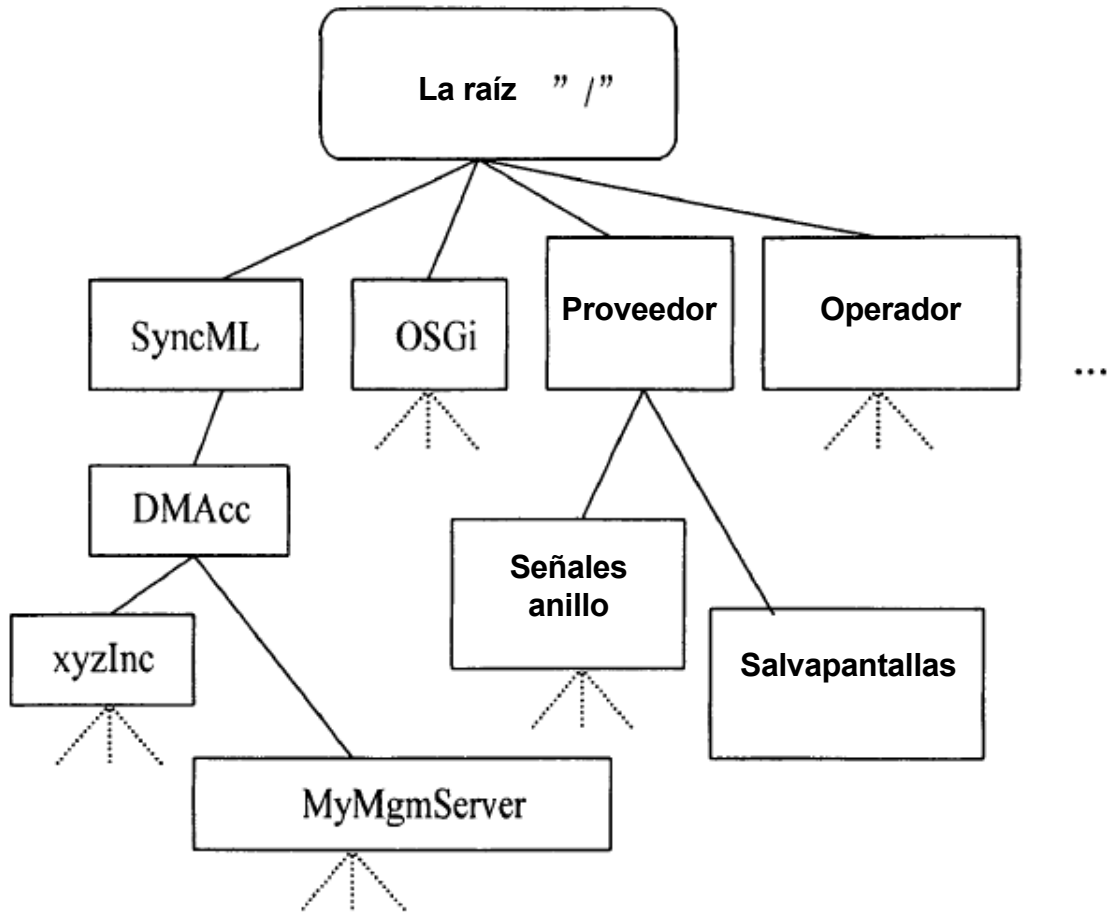 La raíz ” /”
SyncML
OSGi
Proveedor
Operador
...
DMAcc
Señales
anillo
xyzInc
Salvapantallas
MyMgmServer